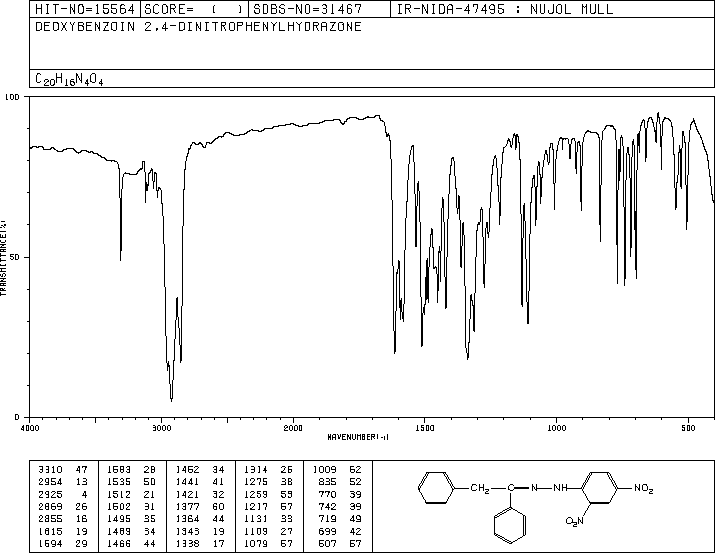 HIT-NO=15564 SCORE= ( ) SDBS-NO=31467 IR-NIDA-47495 : NUJOL MULL
DEOXYBENZOIN 2,4-DINITROPHENYLHYDRAZONE
C20H16N4O4
100
50
0
TRANSMITTANCE(%)
4000 3000 2000 1500 1000 500
WAVENUMBER(-1)
3310 47 1583 28 1452 34 1314 26 1009 62
2954 13 1535 50 1441 41 1275 38 835 52
2925 4 1512 21 1421 32 1259 53 770 39
2869 26 1502 31 1377 60 1217 57 742 39
2855 16 1495 35 1364 44 1131 33 719 49
1615 19 1489 34 1343 19 1109 27 699 42
1594 29 1466 44 1338 17 1079 57 507 57
CH2 C N NH NO2
O2N